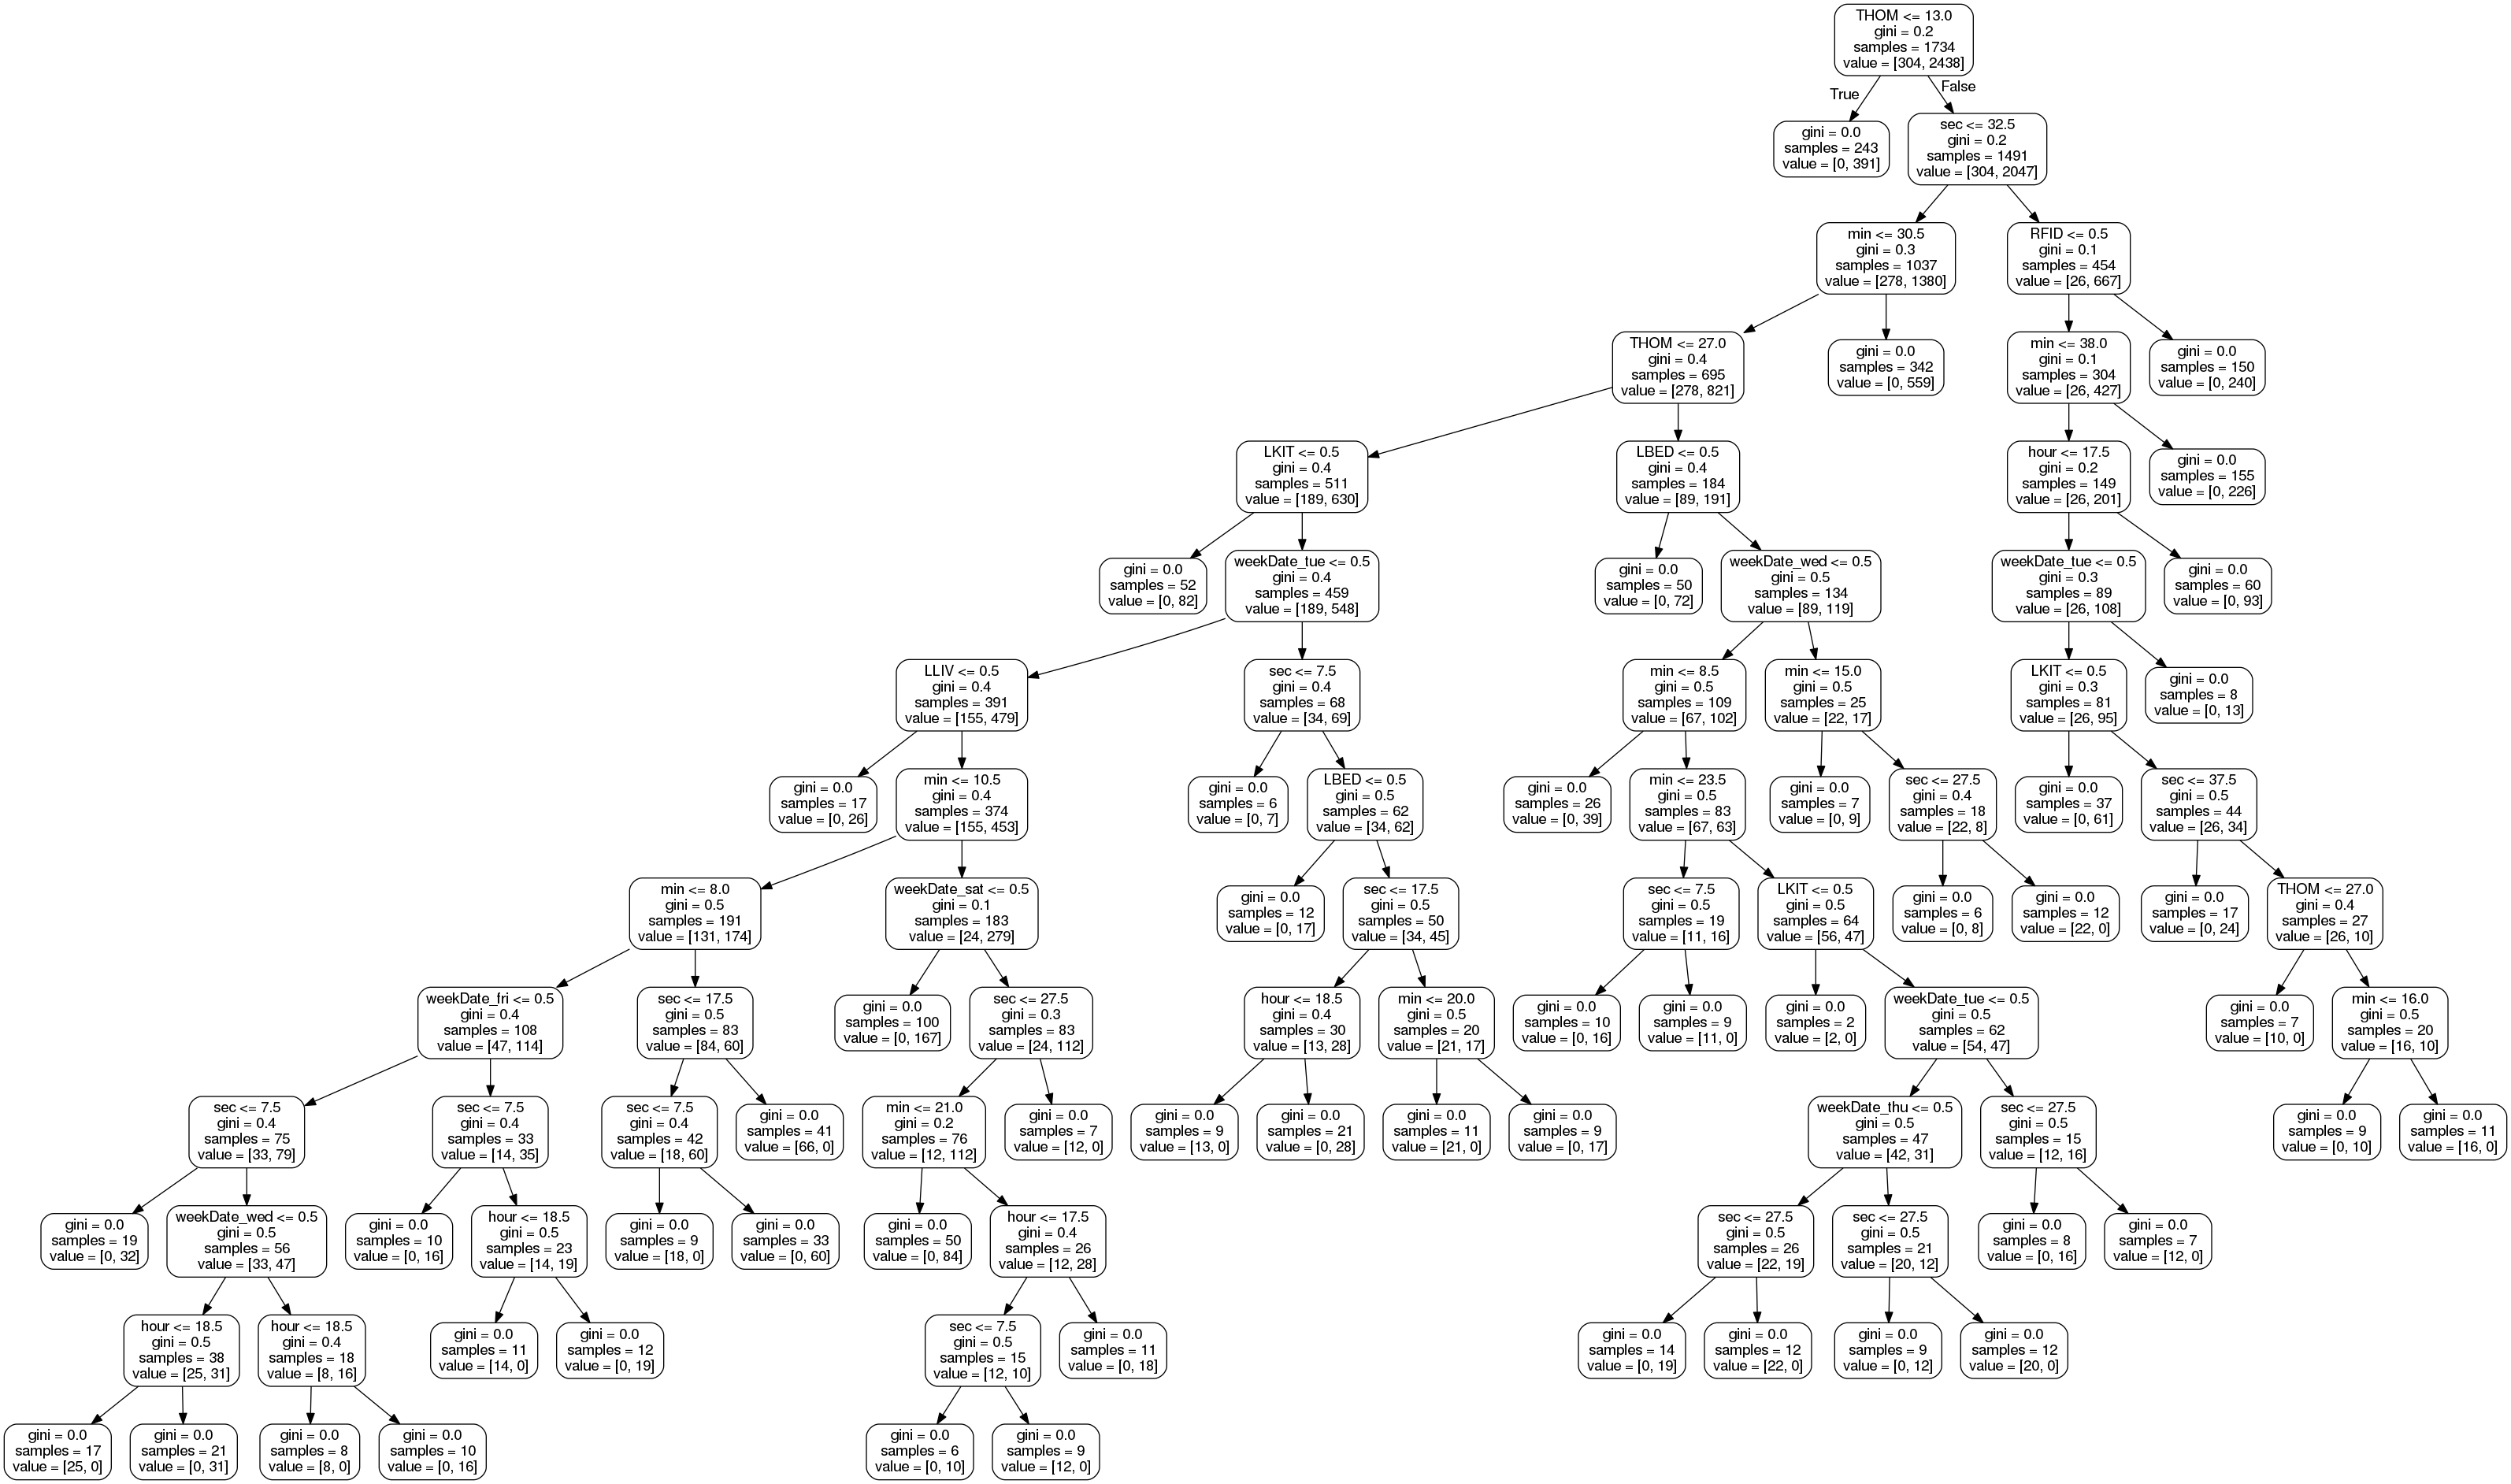 THOM <= 13.0
gini = 0.2
samples = 1734
value = [304, 2438]
True
False
gini = 0.0
samples = 243
value = [0, 391]
sec <= 32.5
gini = 0.2
samples = 1491
value = [304, 2047]
min <= 30.5
gini = 0.3
samples = 1037
value = [278, 1380]
RFID <= 0.5
gini = 0.1
samples = 454
value = [26, 667]
THOM <= 27.0
gini = 0.4
samples = 695
value = [278, 821]
gini = 0.0
samples = 342
value = [0, 559]
min <= 38.0
gini = 0.1
samples = 304
value = [26, 427]
gini = 0.0
samples = 150
value = [0, 240]
LKIT <= 0.5
gini = 0.4
samples = 511
value = [189, 630]
LBED <= 0.5
gini = 0.4
samples = 184
value = [89, 191]
hour <= 17.5
gini = 0.2
samples = 149
value = [26, 201]
gini = 0.0
samples = 155
value = [0, 226]
gini = 0.0
samples = 52
value = [0, 82]
weekDate_tue <= 0.5
gini = 0.4
samples = 459
value = [189, 548]
gini = 0.0
samples = 50
value = [0, 72]
weekDate_wed <= 0.5
gini = 0.5
samples = 134
value = [89, 119]
weekDate_tue <= 0.5
gini = 0.3
samples = 89
value = [26, 108]
gini = 0.0
samples = 60
value = [0, 93]
LLIV <= 0.5
gini = 0.4
samples = 391
value = [155, 479]
sec <= 7.5
gini = 0.4
samples = 68
value = [34, 69]
min <= 8.5
gini = 0.5
samples = 109
value = [67, 102]
min <= 15.0
gini = 0.5
samples = 25
value = [22, 17]
LKIT <= 0.5
gini = 0.3
samples = 81
value = [26, 95]
gini = 0.0
samples = 8
value = [0, 13]
gini = 0.0
samples = 17
value = [0, 26]
min <= 10.5
gini = 0.4
samples = 374
value = [155, 453]
gini = 0.0
samples = 6
value = [0, 7]
LBED <= 0.5
gini = 0.5
samples = 62
value = [34, 62]
gini = 0.0
samples = 26
value = [0, 39]
min <= 23.5
gini = 0.5
samples = 83
value = [67, 63]
gini = 0.0
samples = 7
value = [0, 9]
sec <= 27.5
gini = 0.4
samples = 18
value = [22, 8]
gini = 0.0
samples = 37
value = [0, 61]
sec <= 37.5
gini = 0.5
samples = 44
value = [26, 34]
min <= 8.0
gini = 0.5
samples = 191
value = [131, 174]
weekDate_sat <= 0.5
gini = 0.1
samples = 183
value = [24, 279]
gini = 0.0
samples = 12
value = [0, 17]
sec <= 17.5
gini = 0.5
samples = 50
value = [34, 45]
sec <= 7.5
gini = 0.5
samples = 19
value = [11, 16]
LKIT <= 0.5
gini = 0.5
samples = 64
value = [56, 47]
gini = 0.0
samples = 6
value = [0, 8]
gini = 0.0
samples = 12
value = [22, 0]
gini = 0.0
samples = 17
value = [0, 24]
THOM <= 27.0
gini = 0.4
samples = 27
value = [26, 10]
weekDate_fri <= 0.5
gini = 0.4
samples = 108
value = [47, 114]
sec <= 17.5
gini = 0.5
samples = 83
value = [84, 60]
gini = 0.0
samples = 100
value = [0, 167]
sec <= 27.5
gini = 0.3
samples = 83
value = [24, 112]
hour <= 18.5
gini = 0.4
samples = 30
value = [13, 28]
min <= 20.0
gini = 0.5
samples = 20
value = [21, 17]
gini = 0.0
samples = 10
value = [0, 16]
gini = 0.0
samples = 9
value = [11, 0]
gini = 0.0
samples = 2
value = [2, 0]
weekDate_tue <= 0.5
gini = 0.5
samples = 62
value = [54, 47]
gini = 0.0
samples = 7
value = [10, 0]
min <= 16.0
gini = 0.5
samples = 20
value = [16, 10]
sec <= 7.5
gini = 0.4
samples = 75
value = [33, 79]
sec <= 7.5
gini = 0.4
samples = 33
value = [14, 35]
sec <= 7.5
gini = 0.4
samples = 42
value = [18, 60]
gini = 0.0
samples = 41
value = [66, 0]
min <= 21.0
gini = 0.2
samples = 76
value = [12, 112]
gini = 0.0
samples = 7
value = [12, 0]
gini = 0.0
samples = 9
value = [13, 0]
gini = 0.0
samples = 21
value = [0, 28]
gini = 0.0
samples = 11
value = [21, 0]
gini = 0.0
samples = 9
value = [0, 17]
weekDate_thu <= 0.5
gini = 0.5
samples = 47
value = [42, 31]
sec <= 27.5
gini = 0.5
samples = 15
value = [12, 16]
gini = 0.0
samples = 9
value = [0, 10]
gini = 0.0
samples = 11
value = [16, 0]
gini = 0.0
samples = 19
value = [0, 32]
weekDate_wed <= 0.5
gini = 0.5
samples = 56
value = [33, 47]
gini = 0.0
samples = 10
value = [0, 16]
hour <= 18.5
gini = 0.5
samples = 23
value = [14, 19]
gini = 0.0
samples = 9
value = [18, 0]
gini = 0.0
samples = 33
value = [0, 60]
gini = 0.0
samples = 50
value = [0, 84]
hour <= 17.5
gini = 0.4
samples = 26
value = [12, 28]
sec <= 27.5
gini = 0.5
samples = 26
value = [22, 19]
sec <= 27.5
gini = 0.5
samples = 21
value = [20, 12]
gini = 0.0
samples = 8
value = [0, 16]
gini = 0.0
samples = 7
value = [12, 0]
hour <= 18.5
gini = 0.5
samples = 38
value = [25, 31]
hour <= 18.5
gini = 0.4
samples = 18
value = [8, 16]
gini = 0.0
samples = 11
value = [14, 0]
gini = 0.0
samples = 12
value = [0, 19]
sec <= 7.5
gini = 0.5
samples = 15
value = [12, 10]
gini = 0.0
samples = 11
value = [0, 18]
gini = 0.0
samples = 14
value = [0, 19]
gini = 0.0
samples = 12
value = [22, 0]
gini = 0.0
samples = 9
value = [0, 12]
gini = 0.0
samples = 12
value = [20, 0]
gini = 0.0
samples = 17
value = [25, 0]
gini = 0.0
samples = 21
value = [0, 31]
gini = 0.0
samples = 8
value = [8, 0]
gini = 0.0
samples = 10
value = [0, 16]
gini = 0.0
samples = 6
value = [0, 10]
gini = 0.0
samples = 9
value = [12, 0]